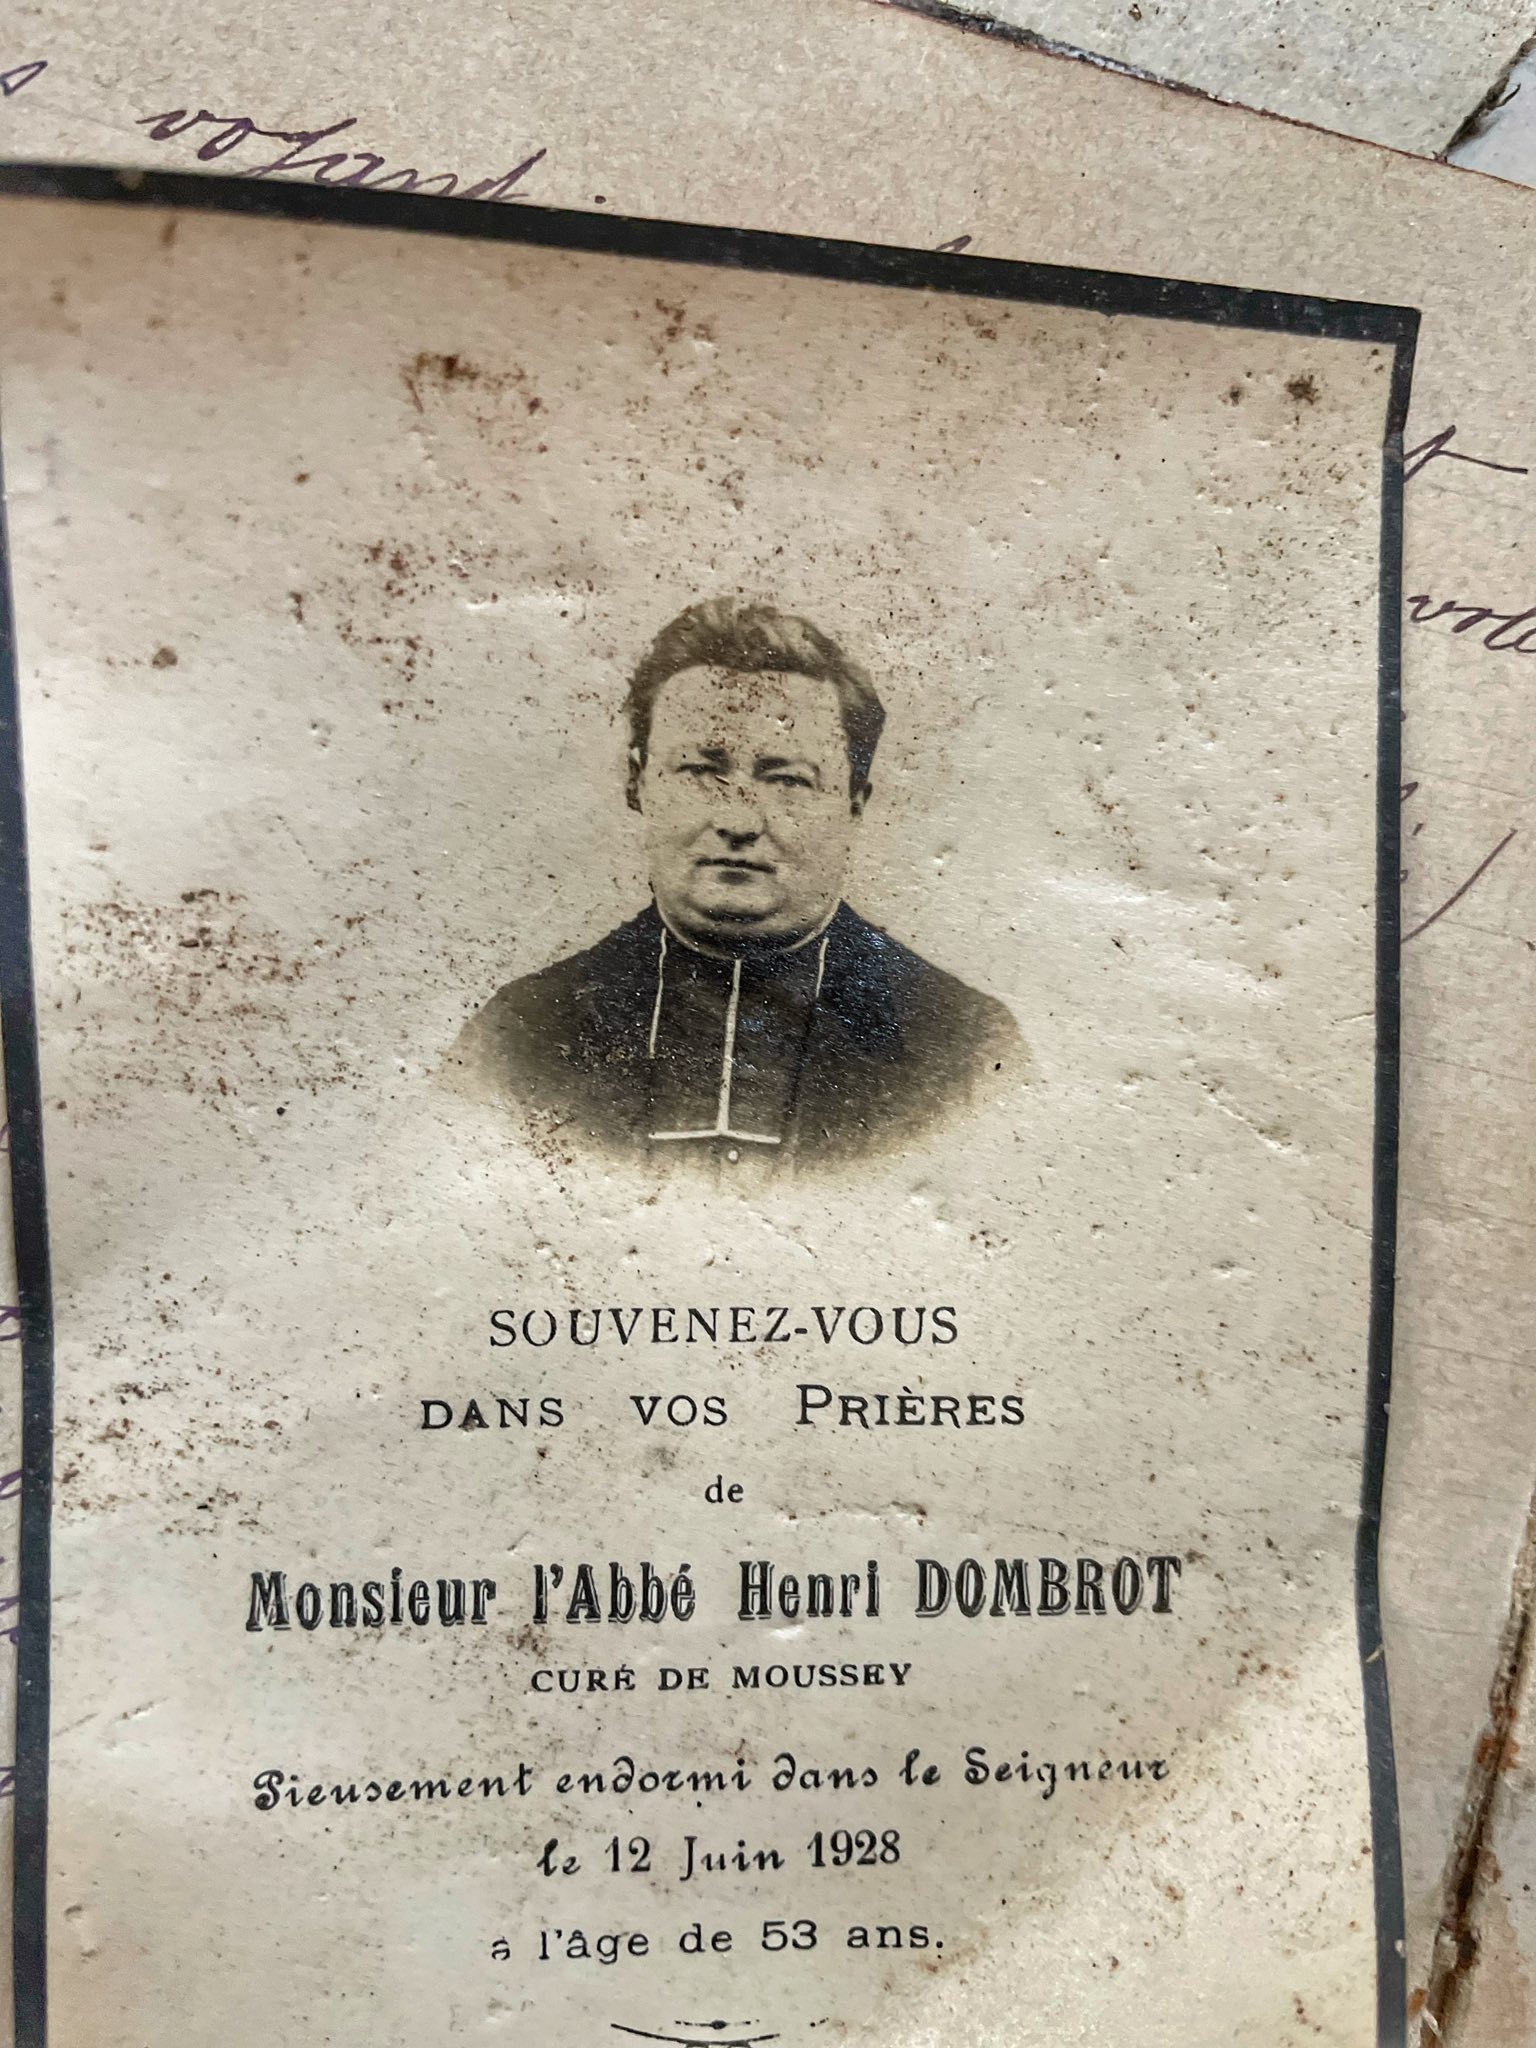 SOUVENEZ-VOUS
DANS VOS PRIÈRES
de
Monsieur l'Abbé Henri DOMBROT
CURÉ DE MOUSSEY
Pieusement endormi dans le Seigneur
le 12 Juin 1928
à l'âge de 53 ans.